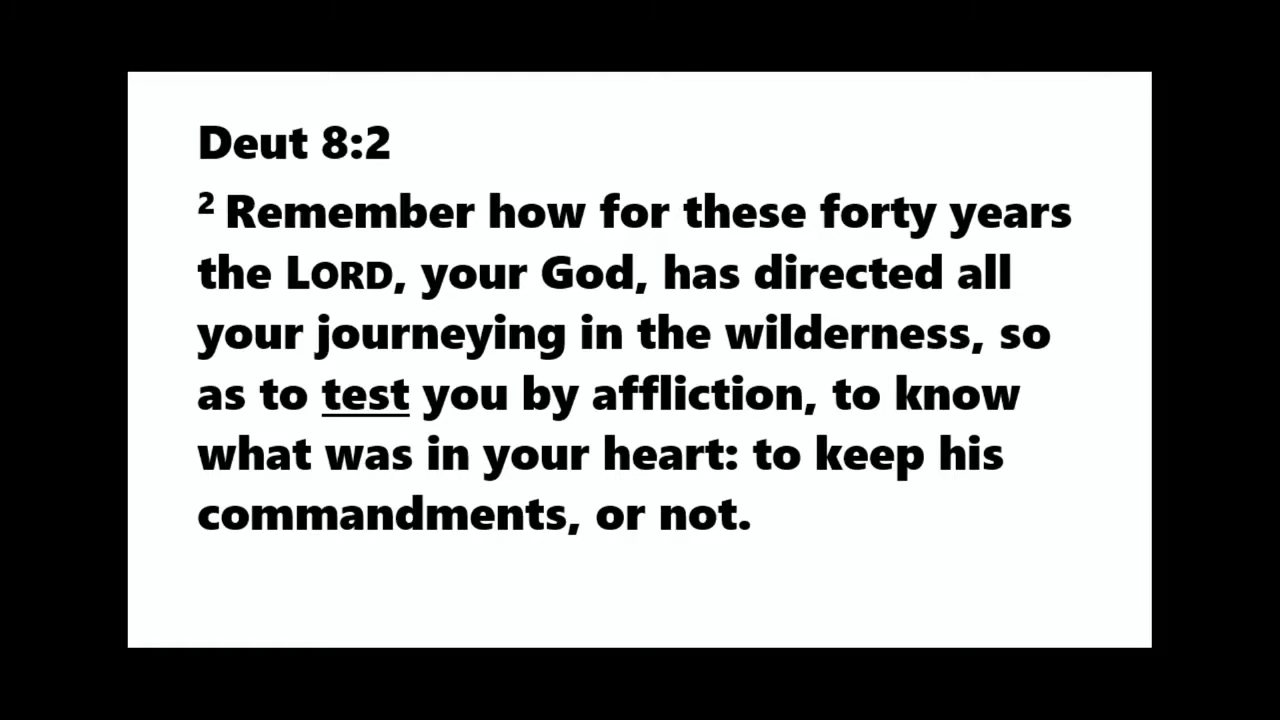 Deut 8:2
² Remember how for these forty years
the LORD, your God, has directed all
your journeying in the wilderness, so
as to test you by affliction, to know
what was in your heart: to keep his
commandments, or not.